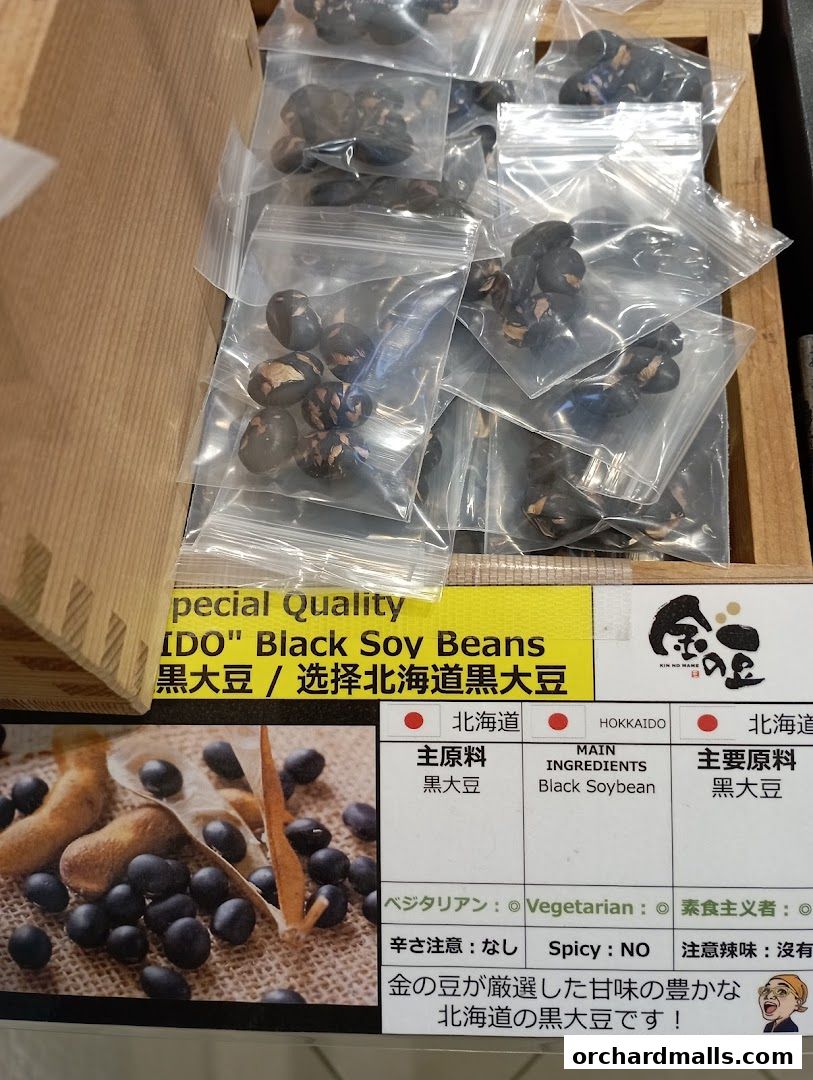 pecial Quality
IDO" Black Soy Beans
黒大豆 / 选择北海道黒大豆
金の豆
KIN NO MAME
北海道
HOKKAIDO
北海道
主原料
MAIN
INGREDIENTS
主要原料
黒大豆
Black Soybean
黑大豆
ベジタリアン：◎
Vegetarian：◎
素食主义者：◎
辛さ注意：なし
Spicy：NO
注意辣味：沒有
金の豆が厳選した甘味の豊かな
北海道の黒大豆です！
orchardmalls.com